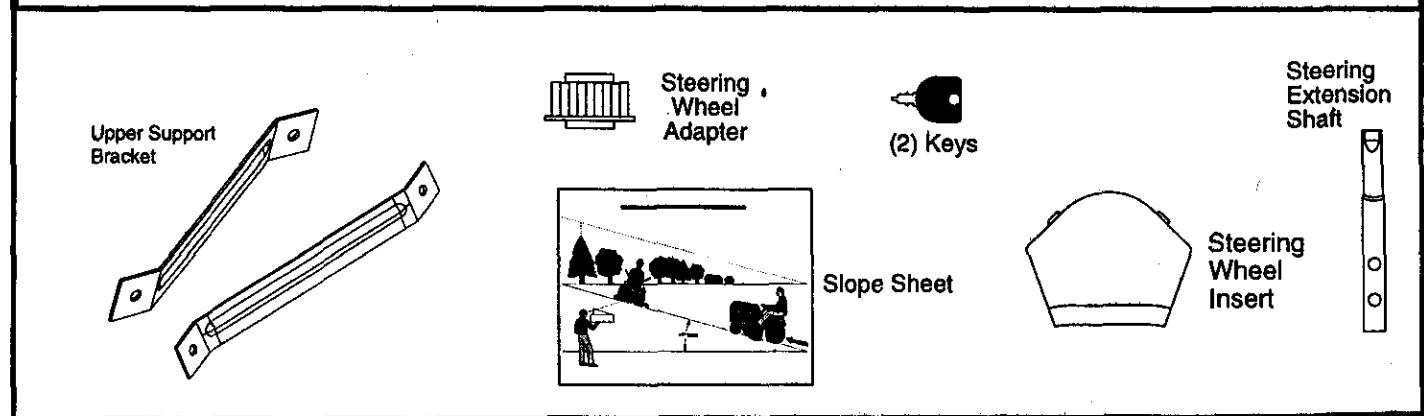 Upper Support
Bracket
Steering
Wheel
Adapter
(2) Keys
Steering
Extension
Shaft
Slope Sheet
Steering
Wheel
Insert